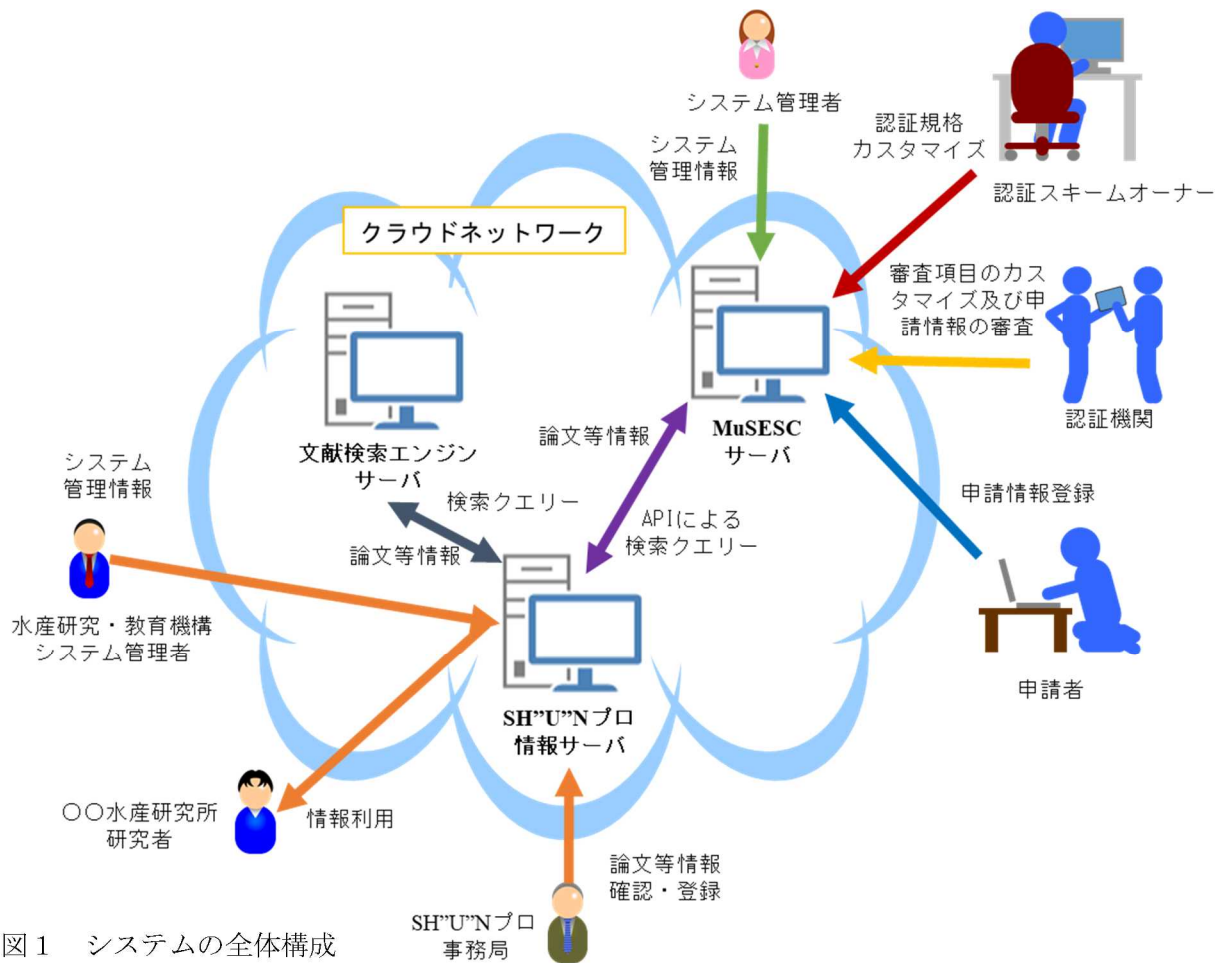 システム管理者
システム
管理情報
認証規格
カスタマイズ
認証スキームオーナー
クラウドネットワーク
審査項目のカス
タマイズ及び申
請情報の審査
認証機関
文献検索エンジン
サーバ
MuSESC
サーバ
論文等情報
APIによる
検索クエリー
検索クエリー
論文等情報
申請情報登録
申請者
システム
管理情報
水産研究・教育機構
システム管理者
SH”U”Nプロ
情報サーバ
〇〇水産研究所
研究者
情報利用
論文等情報
確認・登録
SH”U”Nプロ
事務局
図１　システムの全体構成